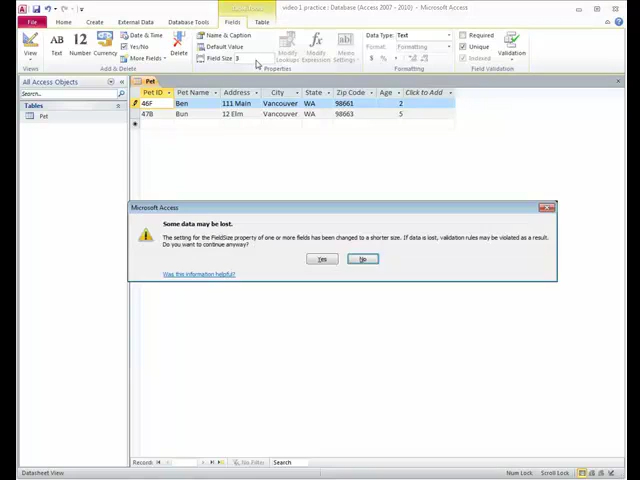 video 1 practice : Database (Access 2007 - 2010) - Microsoft Access
File Home Create External Data Database Tools Fields Table
View Text Number Currency Date & Time Yes/No More Fields Delete
AB 12
Name & Caption
Default Value
Field Size 3
Modify Lookups Modify Expression Memo Settings
Data Type: Text
Format: Formatting
$ % ,
Required
Unique
Indexed
Validation
Views Add & Delete Properties Formatting Field Validation
All Access Objects
Search...
Tables
Pet
Pet
Pet ID Pet Name Address City State Zip Code Age Click to Add
46F Ben 111 Main Vancouver WA 98661 2
47B Bun 12 Elm Vancouver WA 98663 5
Microsoft Access
Some data may be lost.
The setting for the FieldSize property of one or more fields has been changed to a shorter size. If data is lost, validation rules may be violated as a result.
Do you want to continue anyway?
Yes No
Was this information helpful?
Record: No Filter Search
Datasheet View Num Lock Scroll Lock